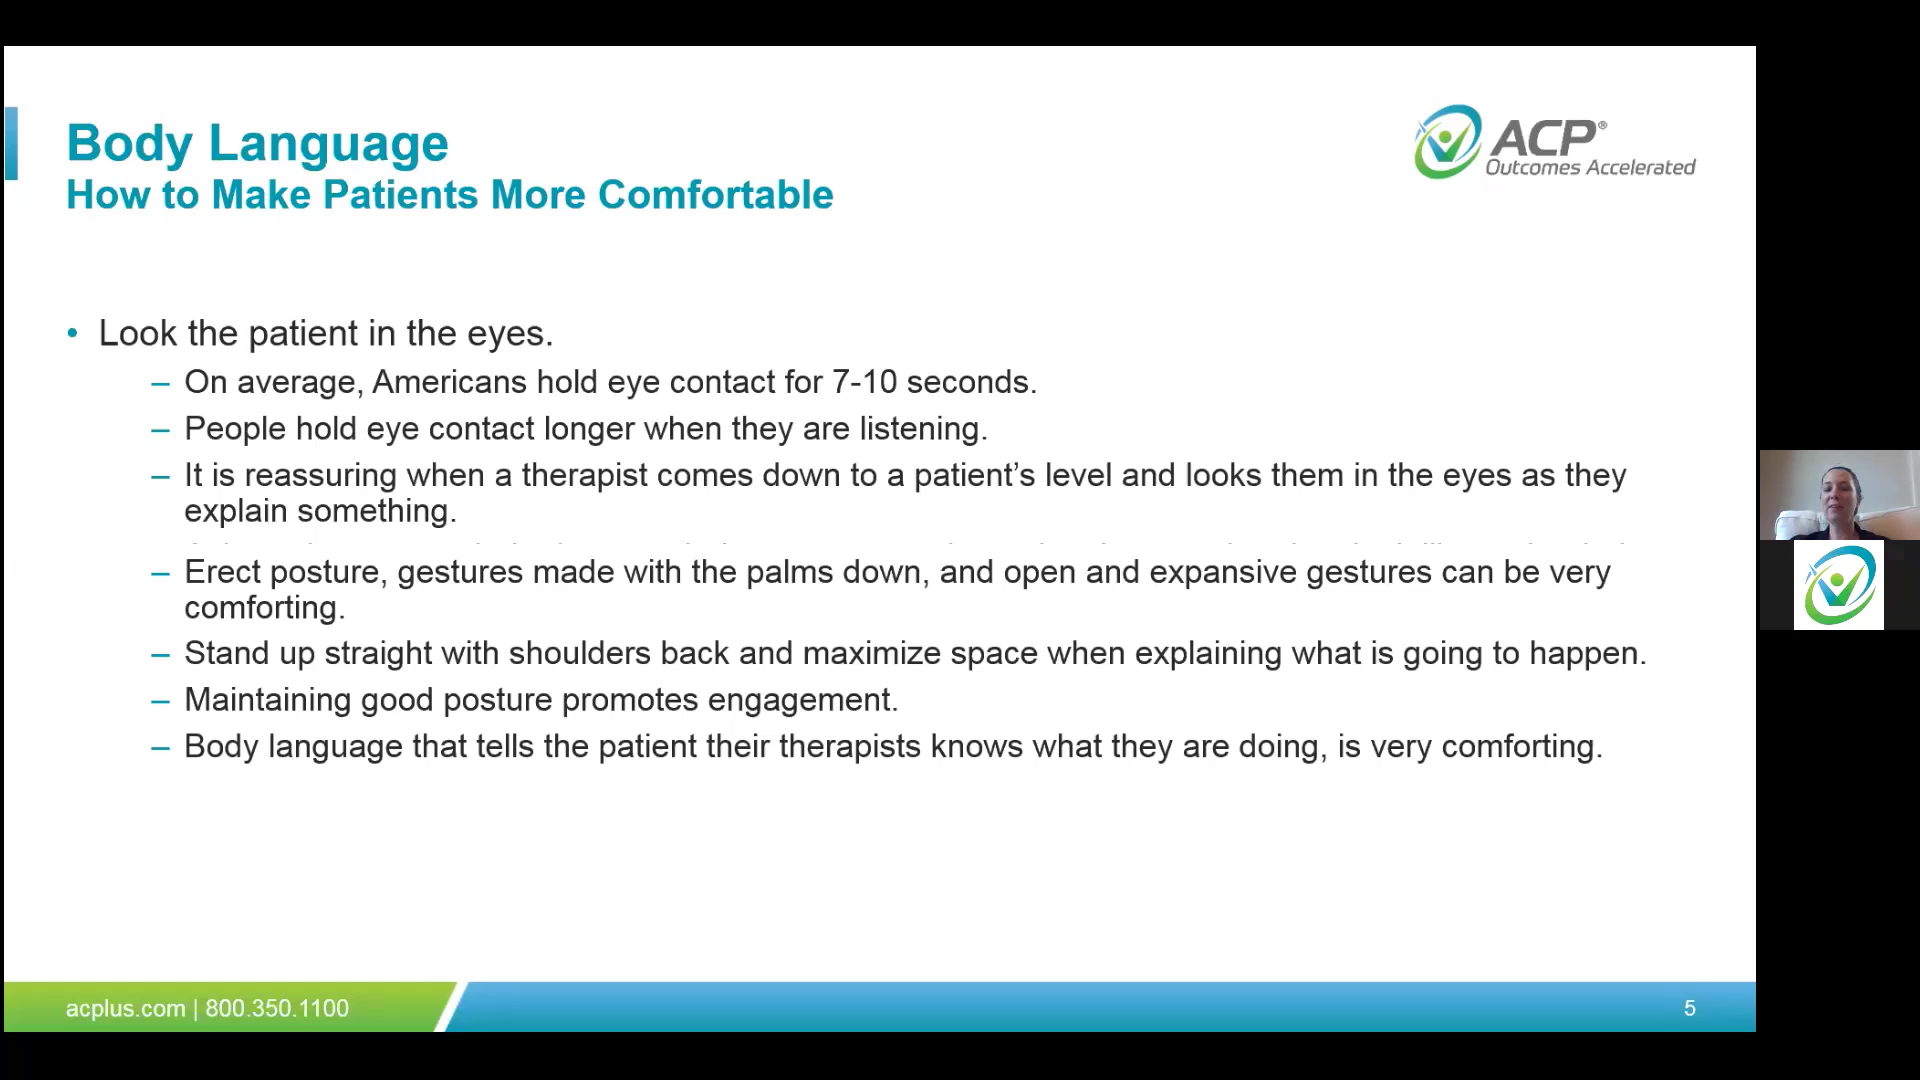 Body Language
How to Make Patients More Comfortable
ACP®
Outcomes Accelerated
• Look the patient in the eyes.
– On average, Americans hold eye contact for 7-10 seconds.
– People hold eye contact longer when they are listening.
– It is reassuring when a therapist comes down to a patient’s level and looks them in the eyes as they
explain something.
– Erect posture, gestures made with the palms down, and open and expansive gestures can be very
comforting.
– Stand up straight with shoulders back and maximize space when explaining what is going to happen.
– Maintaining good posture promotes engagement.
– Body language that tells the patient their therapists knows what they are doing, is very comforting.
acplus.com | 800.350.1100
5